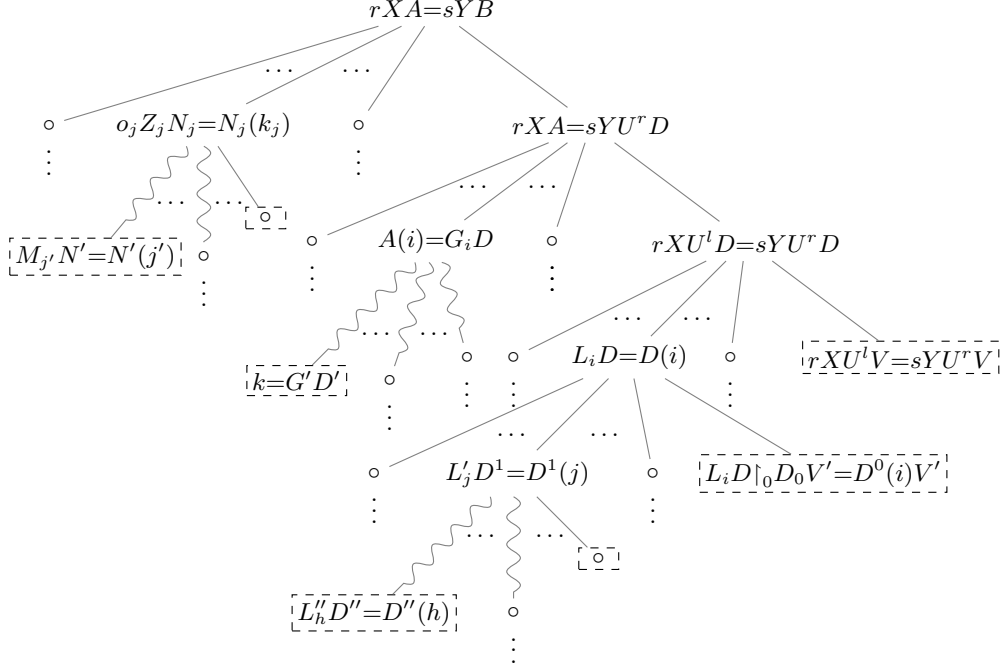 rXA=sYB
o_jZ_jN_j=N_j(k_j)
rXA=sYU^rD
M_{j'}N'=N'(j')
A(i)=G_iD
rXU^lD=sYU^rD
k=G'D'
L_iD=D(i)
rXU^lV=sYU^rV
L'_jD^1=D^1(j)
L_iD↾_0D_0V'=D^0(i)V'
L''_hD''=D''(h)